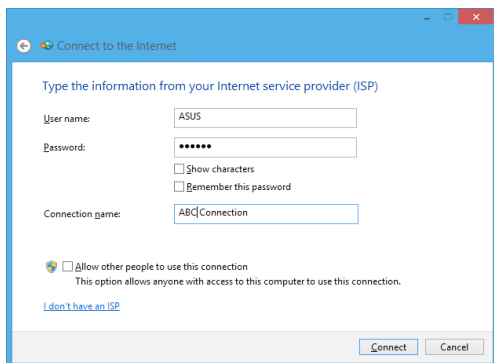 Connect to the Internet
Type the information from your Internet service provider (ISP)
User name: ASUS
Password: ••••••
Show characters
Remember this password
Connection name: ABC Connection
Allow other people to use this connection
This option allows anyone with access to this computer to use this connection.
I don't have an ISP
Connect Cancel